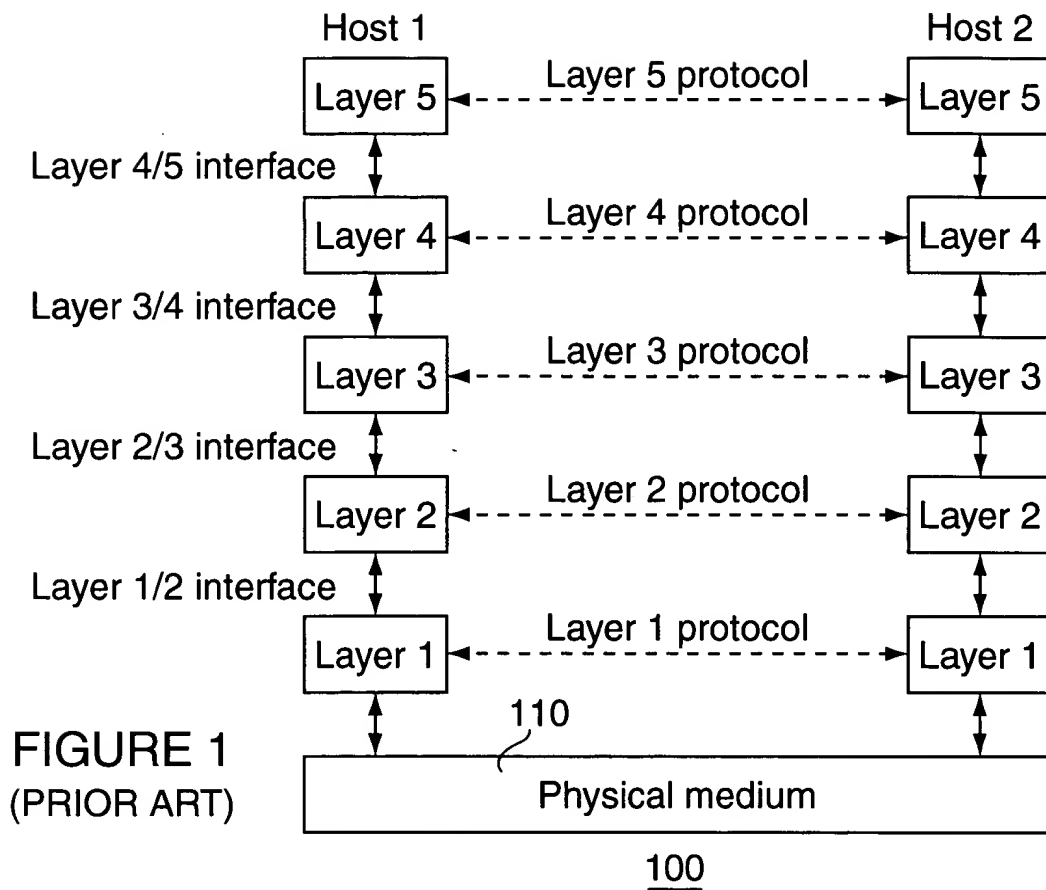 Host 1
Host 2
Layer 5
Layer 5 protocol
Layer 5
Layer 4/5 interface
Layer 4
Layer 4 protocol
Layer 4
Layer 3/4 interface
Layer 3
Layer 3 protocol
Layer 3
Layer 2/3 interface
Layer 2
Layer 2 protocol
Layer 2
Layer 1/2 interface
Layer 1
Layer 1 protocol
Layer 1
110
FIGURE 1
(PRIOR ART)
Physical medium
100